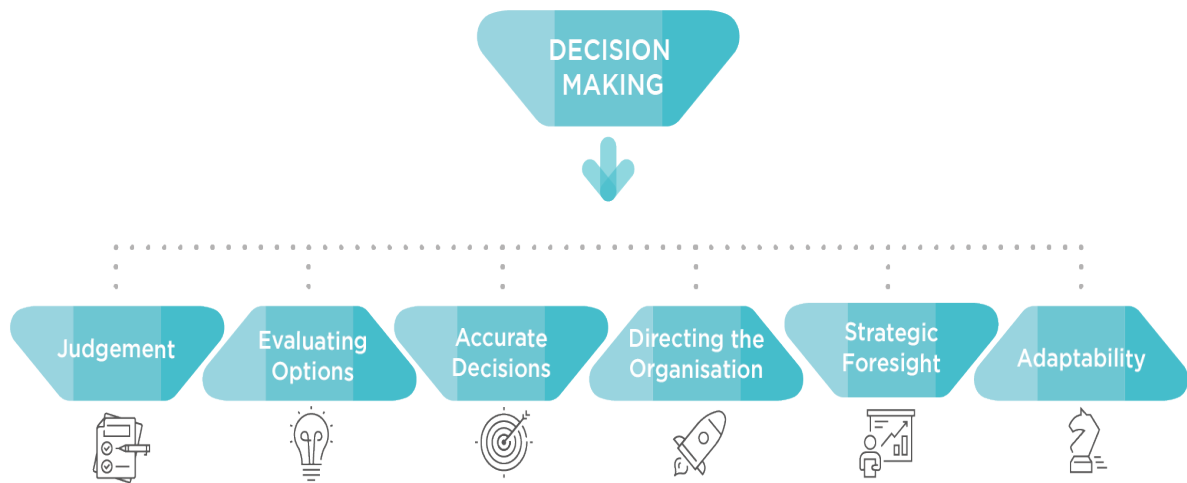 DECISION
MAKING
Judgement
Evaluating
Options
Accurate
Decisions
Directing the
Organisation
Strategic
Foresight
Adaptability